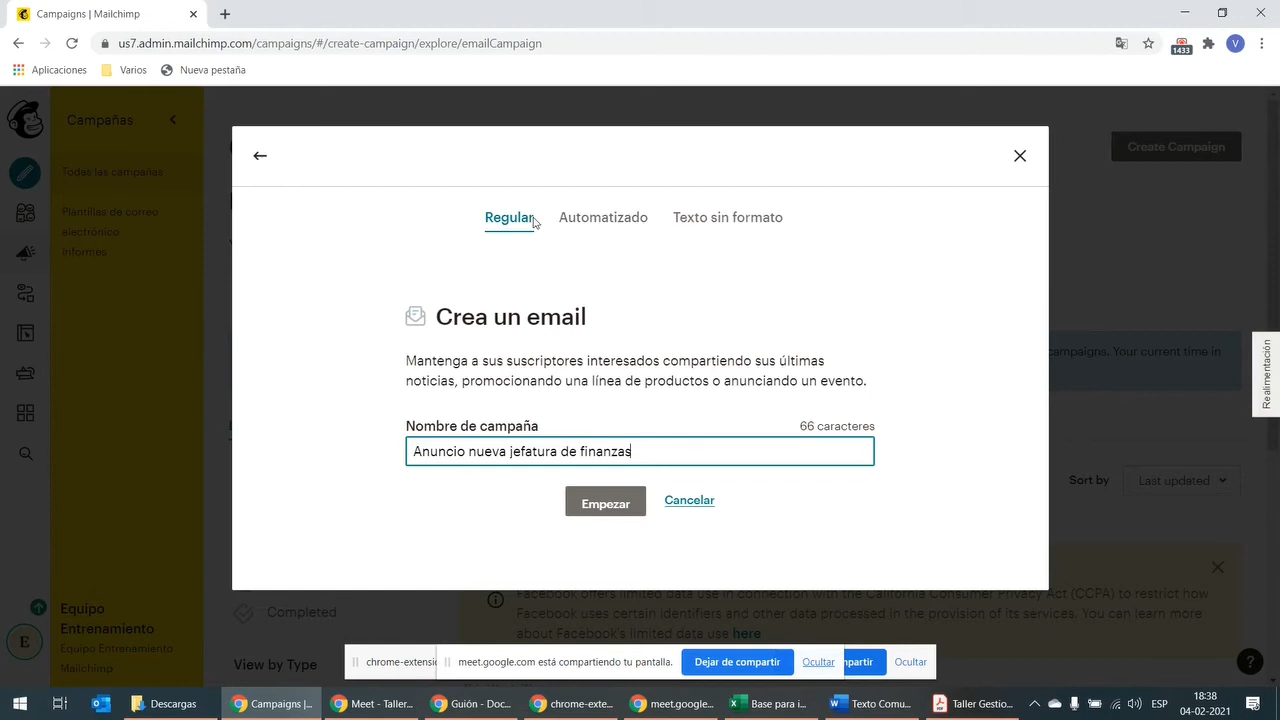 Campaigns | Mailchimp
us7.admin.mailchimp.com/campaigns/#/create-campaign/explore/emailCampaign
1433
V
Aplicaciones
Varios
Nueva pestaña
Campañas
Create Campaign
Todas las campañas
Plantillas de correo
electrónico
Informes
Regular
Automatizado
Texto sin formato
Crea un email
Mantenga a sus suscriptores interesados compartiendo sus últimas
noticias, promocionando una línea de productos o anunciando un evento.
campaigns. Your current time in
Realimentación
Nombre de campaña
66 caracteres
Anuncio nueva jefatura de finanzas
Sort by
Last updated
Empezar
Cancelar
Facebook offers limited data use in connection with the California Consumer Privacy Act (CCPA) to restrict how
Facebook uses certain identifiers and other data processed in the provision of its services. You can learn more
about Facebook's limited data use here
Completed
Equipo
Entrenamiento
E
Equipo Entrenamiento
Mailchimp
View by Type
chrome-extensi
meet.google.com está compartiendo tu pantalla.
Dejar de compartir
Ocultar
mpartir
Ocultar
?
Descargas
Campaigns |...
Meet - Taller...
Guión - Doc...
chrome-exte...
meet.google...
Base para i...
Texto Comu...
Taller Gestio...
ESP
18:38
04-02-2021